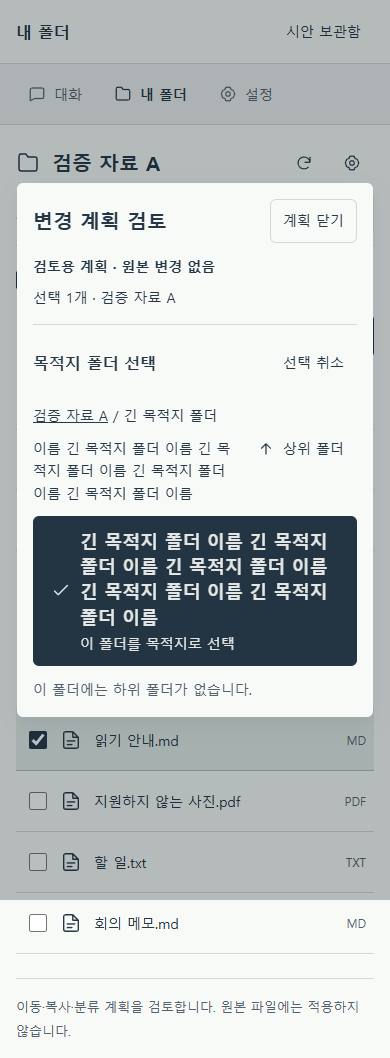 내 폴더
시안 보관함
대화
내 폴더
설정
검증 자료 A
변경 계획 검토
계획 닫기
검토용 계획 · 원본 변경 없음
선택 1개 · 검증 자료 A
목적지 폴더 선택
선택 취소
검증 자료 A / 긴 목적지 폴더
이름 긴 목적지 폴더 이름 긴 목
적지 폴더 이름 긴 목적지 폴더
이름 긴 목적지 폴더 이름
상위 폴더
긴 목적지 폴더 이름 긴 목적지
폴더 이름 긴 목적지 폴더 이름
긴 목적지 폴더 이름 긴 목적지
폴더 이름
이 폴더를 목적지로 선택
이 폴더에는 하위 폴더가 없습니다.
읽기 안내.md
MD
지원하지 않는 사진.pdf
PDF
할 일.txt
TXT
회의 메모.md
MD
이동·복사·분류 계획을 검토합니다. 원본 파일에는 적용하지
않습니다.